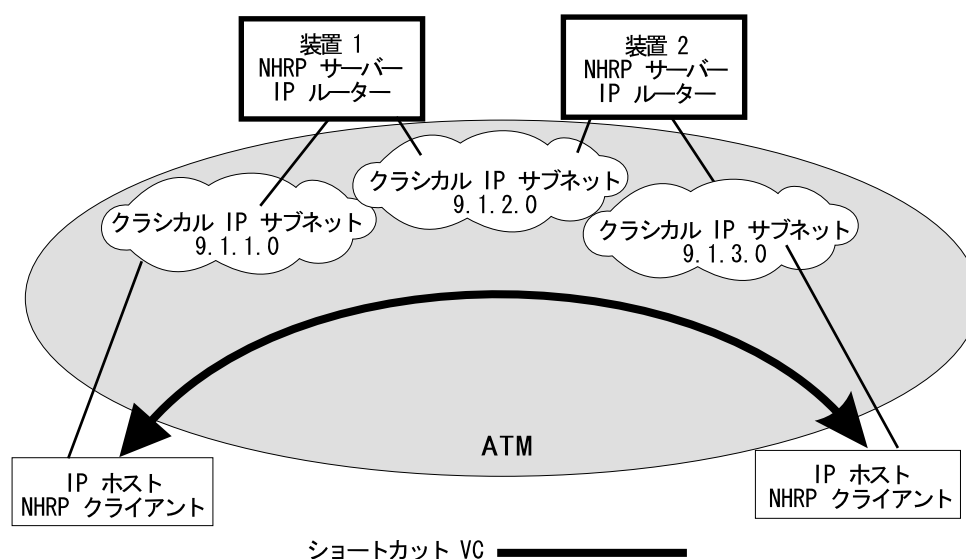 装置 1
NHRP サーバー
IP ルーター
装置 2
NHRP サーバー
IP ルーター
クラシカル IP サブネット
9.1.2.0
クラシカル IP サブネット
9.1.1.0
クラシカル IP サブネット
9.1.3.0
ATM
IP ホスト
NHRP クライアント
IP ホスト
NHRP クライアント
ショートカット VC